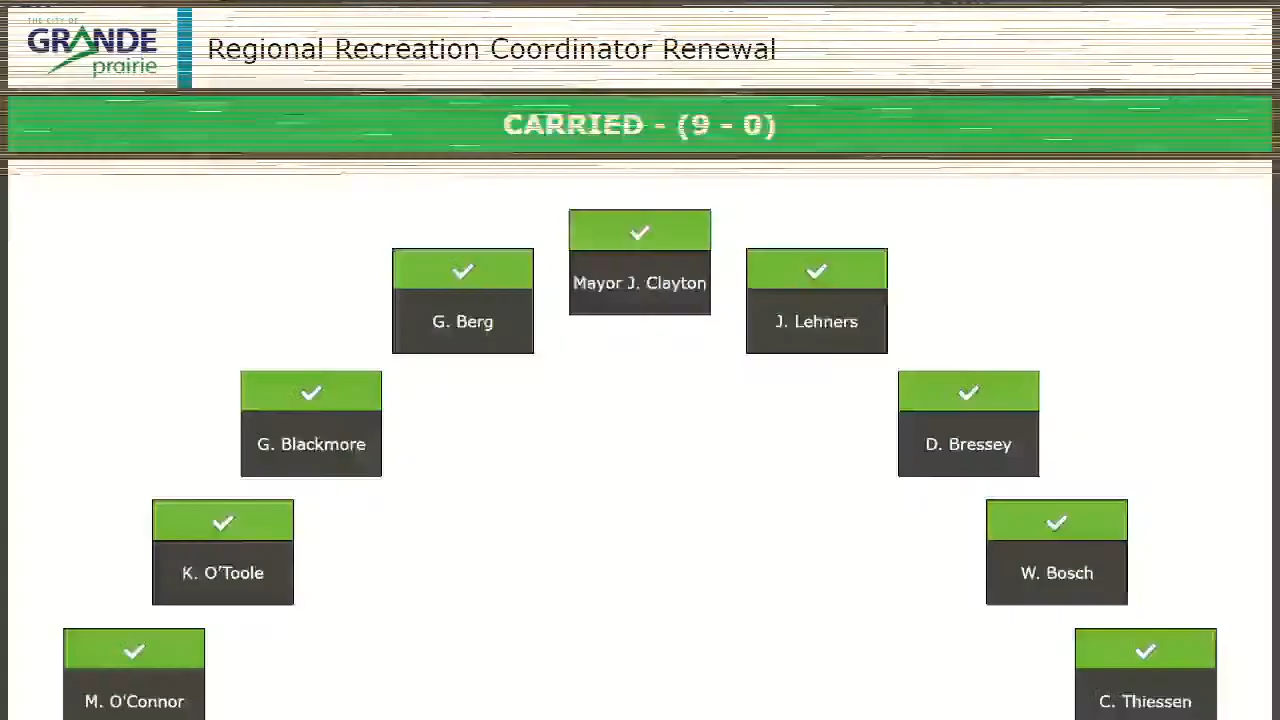 THE CITY OF
GRANDE
prairie
Regional Recreation Coordinator Renewal
CARRIED - (9 - 0)
Mayor J. Clayton
G. Berg
J. Lehners
G. Blackmore
D. Bressey
K. O'Toole
W. Bosch
M. O'Connor
C. Thiessen